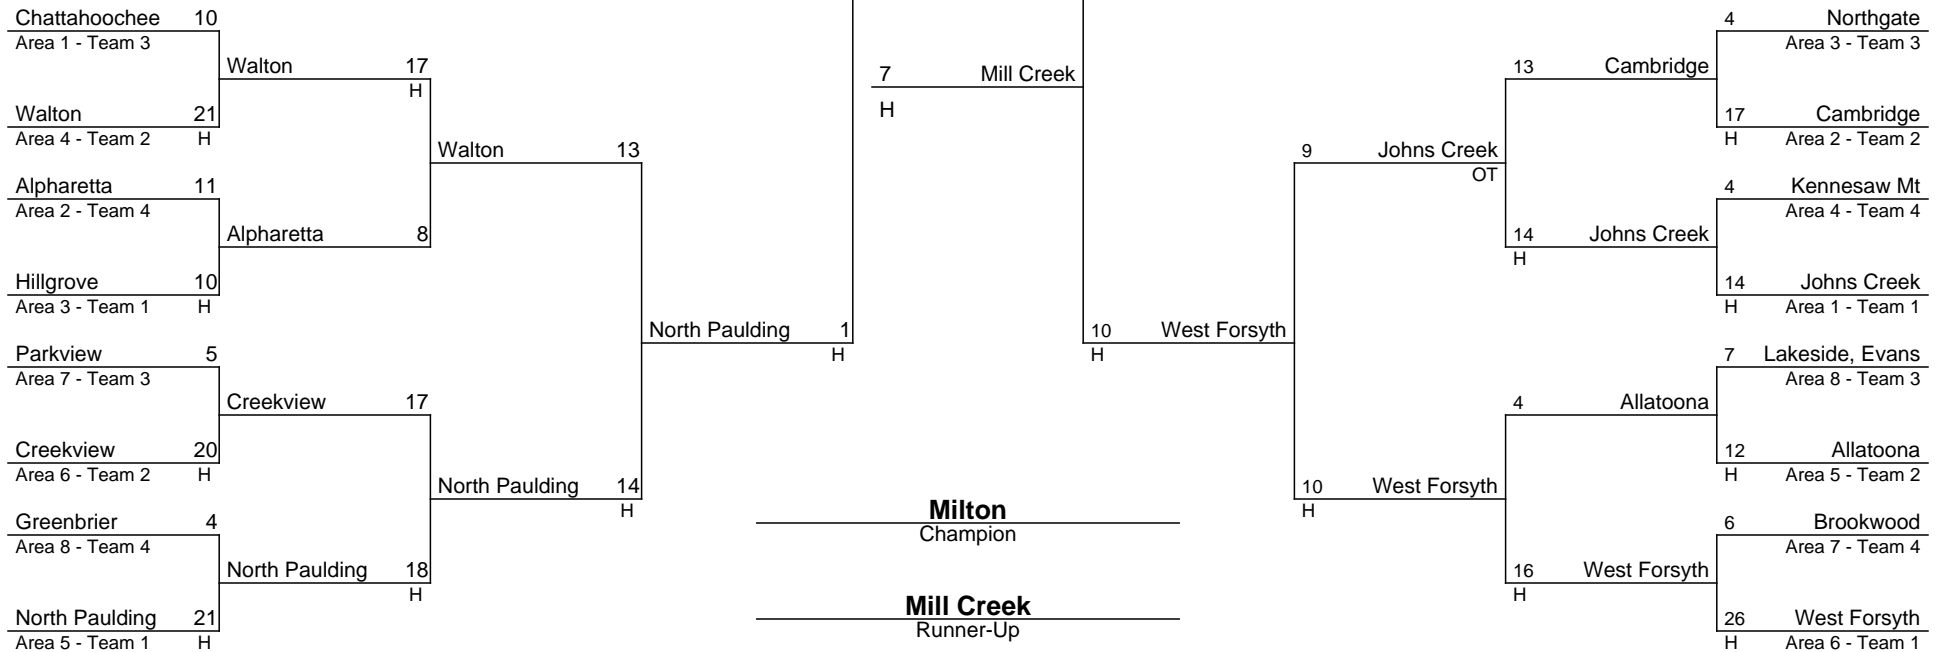 Chattahoochee 10
Area 1 - Team 3
Walton 17
H
Walton 21
Area 4 - Team 2 H
Walton 13
Alpharetta 11
Area 2 - Team 4
Alpharetta 8
Hillgrove 10
Area 3 - Team 1 H
North Paulding 1
H
Parkview 5
Area 7 - Team 3
Creekview 17
Creekview 20
Area 6 - Team 2 H
North Paulding 14
H
Greenbrier 4
Area 8 - Team 4
North Paulding 18
H
North Paulding 21
Area 5 - Team 1 H
7 Mill Creek
H
Milton
Champion
Mill Creek
Runner-Up
4 Northgate
Area 3 - Team 3
13 Cambridge
17 Cambridge
H Area 2 - Team 2
9 Johns Creek
OT
4 Kennesaw Mt
Area 4 - Team 4
14 Johns Creek
H
14 Johns Creek
H Area 1 - Team 1
10 West Forsyth
H
7 Lakeside, Evans
Area 8 - Team 3
4 Allatoona
12 Allatoona
H Area 5 - Team 2
10 West Forsyth
H
6 Brookwood
Area 7 - Team 4
16 West Forsyth
H
26 West Forsyth
H Area 6 - Team 1